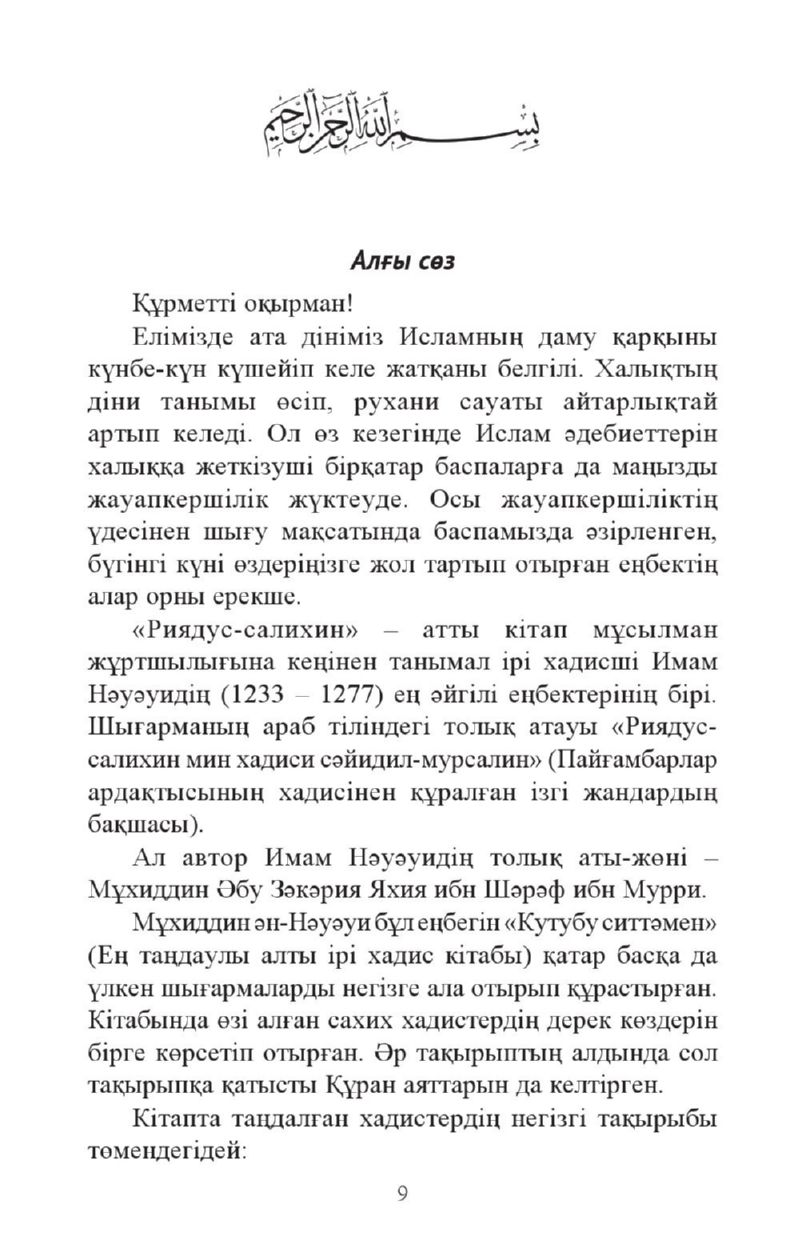 بِسْمِ اللّٰهِ الرَّحْمٰنِ الرَّحِيْمِ
Алғы сөз
Құрметті оқырман!
Елімізде ата дініміз Исламның даму қарқыны
күнбе-күн күшейіп келе жатқаны белгілі. Халықтың
діни танымы өсіп, рухани сауаты айтарлықтай
артып келеді. Ол өз кезегінде Ислам әдебиеттерін
халыққа жеткізуші бірқатар баспаларға да маңызды
жауапкершілік жүктеуде. Осы жауапкершіліктің
үдесінен шығу мақсатында баспамызда әзірленген,
бүгінгі күні өздеріңізге жол тартып отырған еңбектің
алар орны ерекше.
«Риядус-салихин» – атты кітап мұсылман
жұртшылығына кеңінен танымал ірі хадисші Имам
Нәуәуидің (1233 – 1277) ең әйгілі еңбектерінің бірі.
Шығарманың араб тіліндегі толық атауы «Риядус-
салихин мин хадиси сәйидил-мурсалин» (Пайғамбарлар
ардақтысының хадисінен құралған ізгі жандардың
бақшасы).
Ал автор Имам Нәуәуидің толық аты-жөні –
Мұхиддин Әбу Зәкәрия Яхия ибн Шәрәф ибн Мурри.
Мұхиддин ән-Нәуәуи бұл еңбегін «Кутубу ситтәмен»
(Ең таңдаулы алты ірі хадис кітабы) қатар басқа да
үлкен шығармаларды негізге ала отырып құрастырған.
Кітабында өзі алған сахих хадистердің дерек көздерін
бірге көрсетіп отырған. Әр тақырыптың алдында сол
тақырыпқа қатысты Құран аяттарын да келтірген.
Кітапта таңдалған хадистердің негізгі тақырыбы
төмендегідей:
9